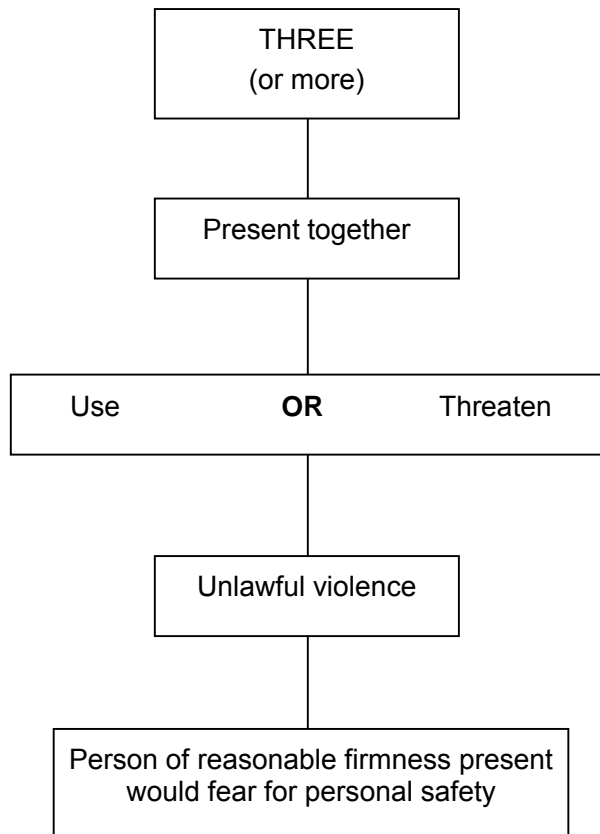 THREE
(or more)
Present together
Use OR Threaten
Unlawful violence
Person of reasonable firmness present
would fear for personal safety